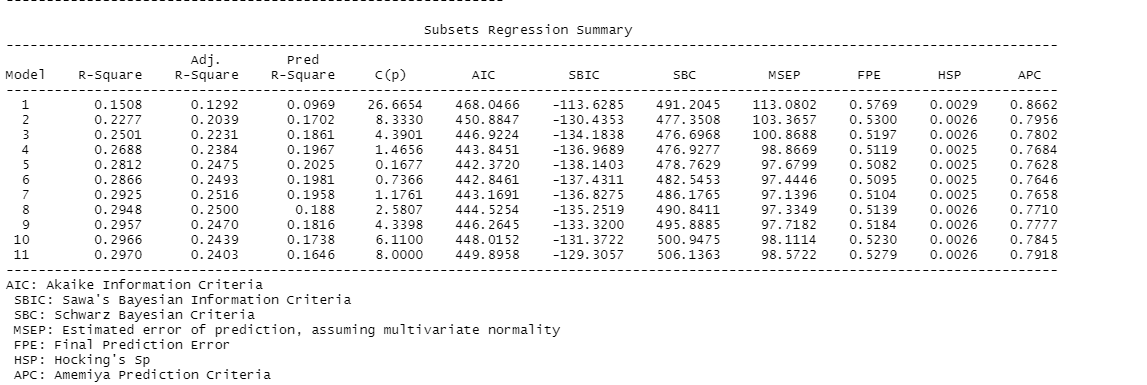 Subsets Regression Summary
Adj. Pred
Model R-Square R-Square R-Square C(p) AIC SBIC SBC MSEP FPE HSP APC
1 0.1508 0.1292 0.0969 26.6654 468.0466 -113.6285 491.2045 113.0802 0.5769 0.0029 0.8662
2 0.2277 0.2039 0.1702 8.3330 450.8847 -130.4353 477.3508 103.3657 0.5300 0.0026 0.7956
3 0.2501 0.2231 0.1861 4.3901 446.9224 -134.1838 476.6968 100.8688 0.5197 0.0026 0.7802
4 0.2688 0.2384 0.1967 1.4656 443.8451 -136.9689 476.9277 98.8669 0.5119 0.0025 0.7684
5 0.2812 0.2475 0.2025 0.1677 442.3720 -138.1403 478.7629 97.6799 0.5082 0.0025 0.7628
6 0.2866 0.2493 0.1981 0.7366 442.8461 -137.4311 482.5453 97.4446 0.5095 0.0025 0.7646
7 0.2925 0.2516 0.1958 1.1761 443.1691 -136.8275 486.1765 97.1396 0.5104 0.0025 0.7658
8 0.2948 0.2500 0.188 2.5807 444.5254 -135.2519 490.8411 97.3349 0.5139 0.0026 0.7710
9 0.2957 0.2470 0.1816 4.3398 446.2645 -133.3200 495.8885 97.7182 0.5184 0.0026 0.7777
10 0.2966 0.2439 0.1738 6.1100 448.0152 -131.3722 500.9475 98.1114 0.5230 0.0026 0.7845
11 0.2970 0.2403 0.1646 8.0000 449.8958 -129.3057 506.1363 98.5722 0.5279 0.0026 0.7918
AIC: Akaike Information Criteria
SBIC: Sawa's Bayesian Information Criteria
SBC: Schwarz Bayesian Criteria
MSEP: Estimated error of prediction, assuming multivariate normality
FPE: Final Prediction Error
HSP: Hocking's Sp
APC: Amemiya Prediction Criteria